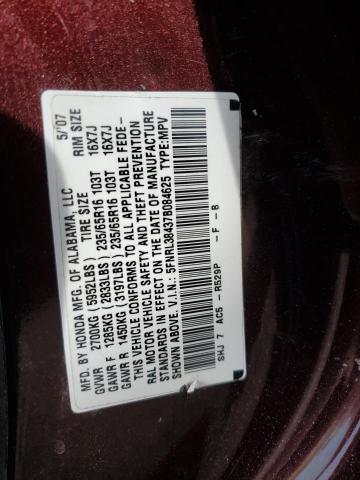 MFD. BY HONDA MFG. OF ALABAMA, LLC 5/'07
GVWR 2700KG (5952LBS) TIRE SIZE RIM SIZE
GAWR F 1285KG (2833LBS) 235/65R16 103T 16X7J
GAWR R 1450KG (3197LBS) 235/65R16 103T 16X7J
THIS VEHICLE CONFORMS TO ALL APPLICABLE FEDE-
RAL MOTOR VEHICLE SAFETY AND THEFT PREVENTION
STANDARDS IN EFFECT ON THE DATE OF MANUFACTURE
SHOWN ABOVE. V.I.N.: 5FNRL38437B084625 TYPE:MPV
SHJ 7 AC5 - R529P - F - B